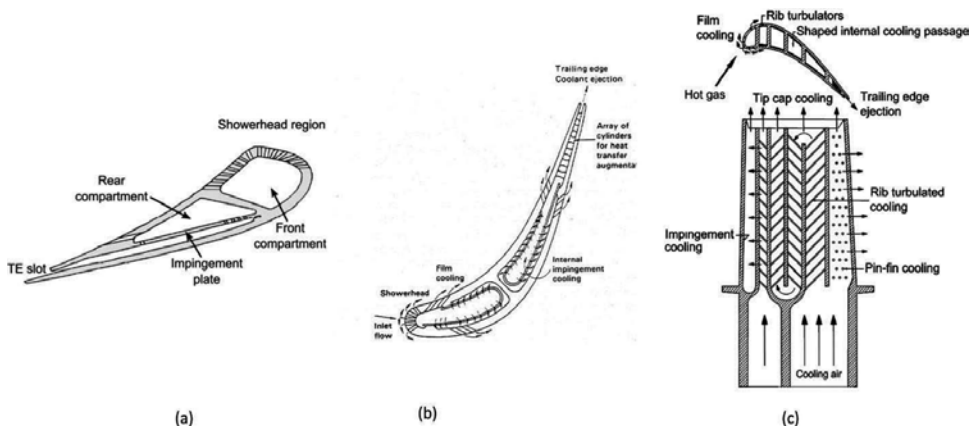 Showerhead region
Rear
compartment
Front
compartment
Impingement
plate
TE slot
(a)
Trailing edge
Coolant ejection
Array of
cylinders
for heat
transfer
augmenta
Internal
impingement
cooling
Film
cooling
Showerhead
Inlet
flow
(b)
Film
cooling
Rib turbulators
Shaped internal cooling passage
Hot gas
Tip cap cooling
Trailing edge
ejection
Rib turbulated
cooling
Impingement
cooling
Pin-fin cooling
Cooling air
(c)